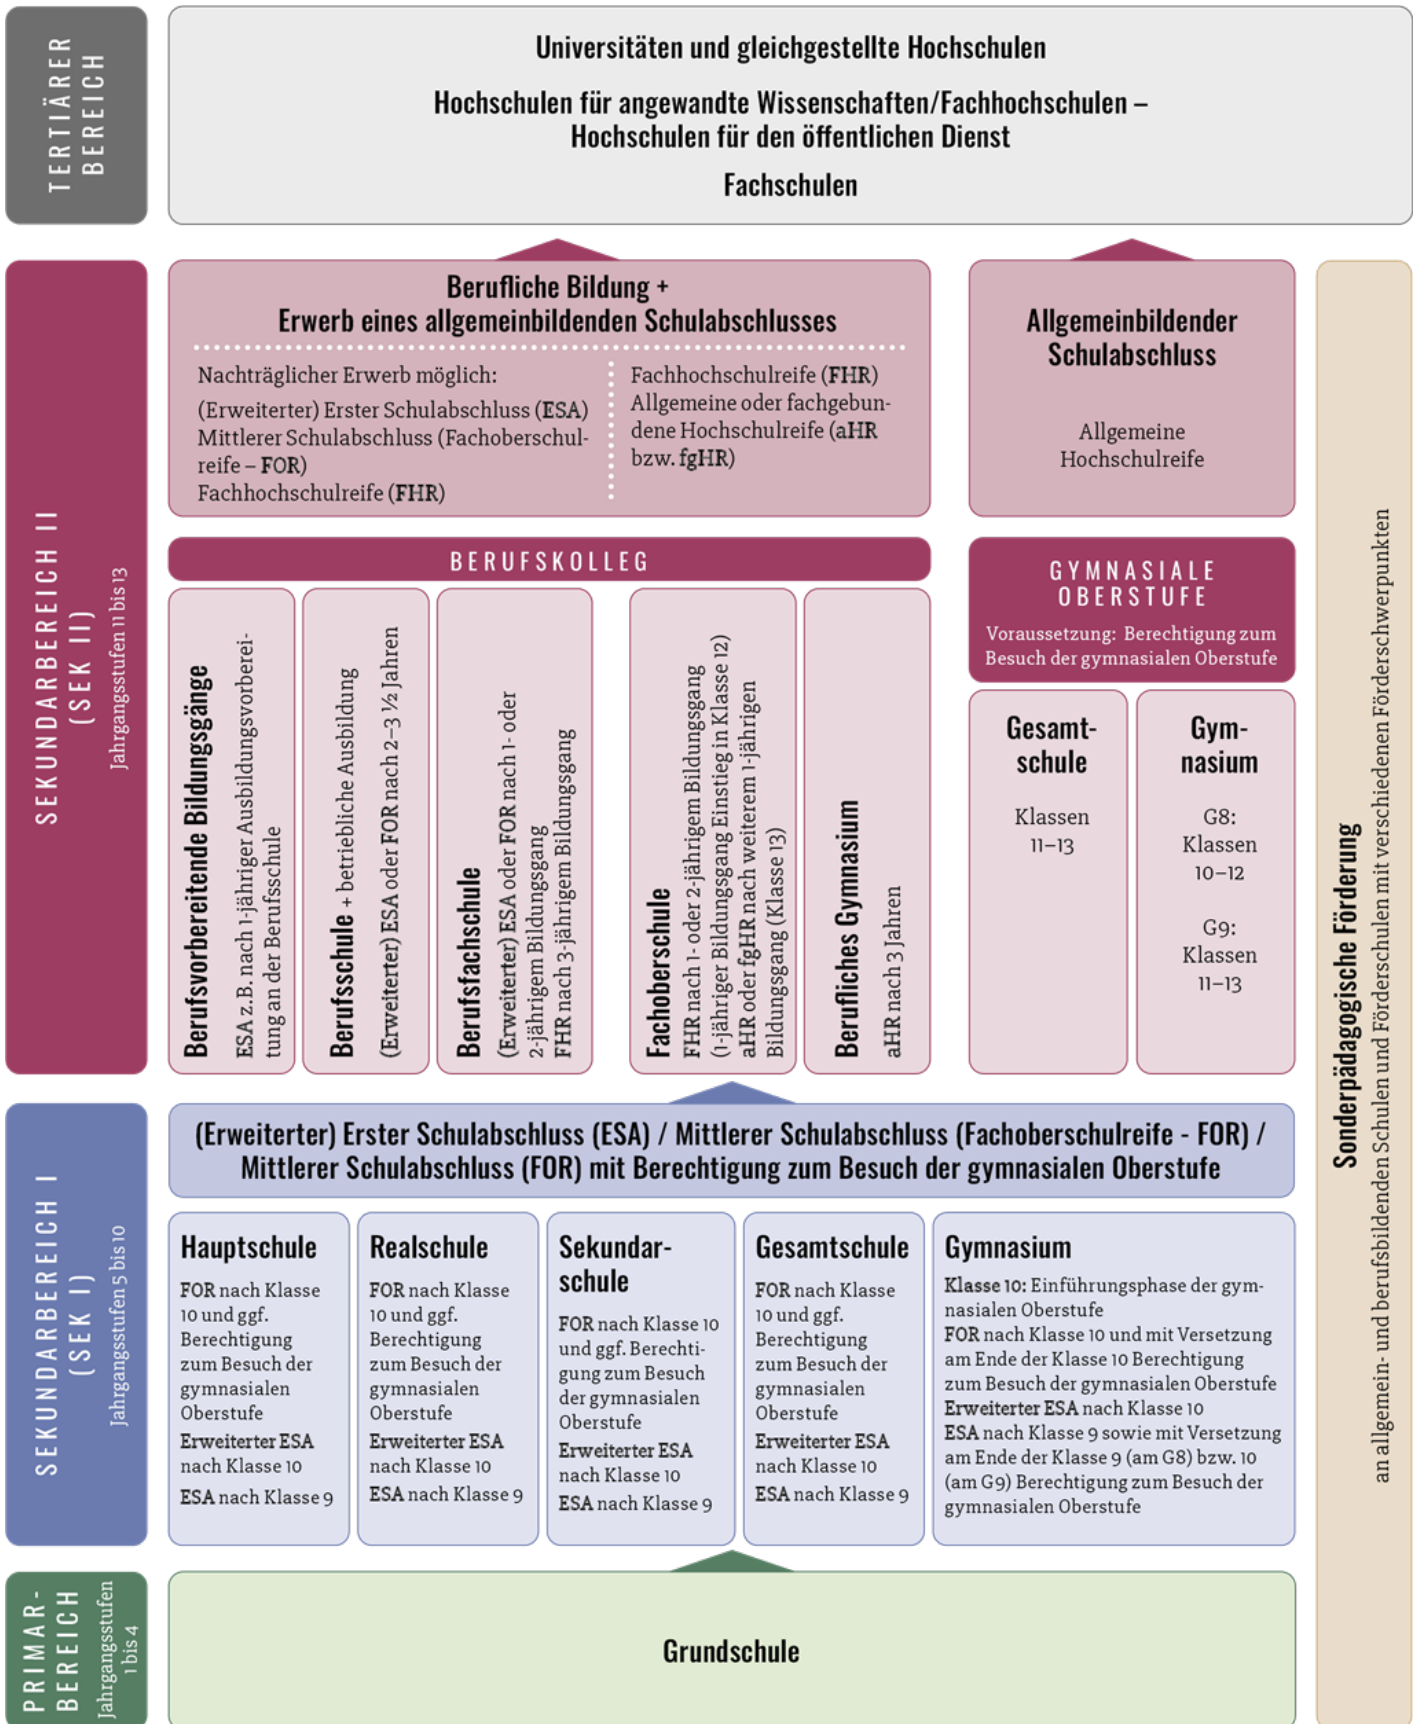 TERTIÄRER
BEREICH
Universitäten und gleichgestellte Hochschulen
Hochschulen für angewandte Wissenschaften/Fachhochschulen –
Hochschulen für den öffentlichen Dienst
Fachschulen
SEKUNDARBEREICH II
(SEK II)
Jahrgangsstufen 11 bis 13
Berufliche Bildung +
Erwerb eines allgemeinbildenden Schulabschlusses
Nachträglicher Erwerb möglich:
(Erweiterter) Erster Schulabschluss (ESA)
Mittlerer Schulabschluss (Fachoberschul-
reife – FOR)
Fachhochschulreife (FHR)
Fachhochschulreife (FHR)
Allgemeine oder fachgebun-
dene Hochschulreife (aHR
bzw. fgHR)
Allgemeinbildender
Schulabschluss
Allgemeine
Hochschulreife
BERUFSKOLLEG
Berufsvorbereitende Bildungsgänge
ESA z.B. nach 1-jähriger Ausbildungsvorberei-
tung an der Berufsschule
Berufsschule + betriebliche Ausbildung
(Erweiterter) ESA oder FOR nach 2–3 ½ Jahren
Berufsfachschule
(Erweiterter) ESA oder FOR nach 1- oder
2-jährigem Bildungsgang
FHR nach 3-jährigem Bildungsgang
Fachoberschule
FHR nach 1- oder 2-jährigem Bildungsgang
(1-jähriger Bildungsgang Einstieg in Klasse 12)
aHR oder fgHR nach weiterem 1-jährigen
Bildungsgang (Klasse 13)
Berufliches Gymnasium
aHR nach 3 Jahren
GYMNASIALE
OBERSTUFE
Voraussetzung: Berechtigung zum
Besuch der gymnasialen Oberstufe
Gesamt-
schule
Klassen
11–13
Gym-
nasium
G8:
Klassen
10–12
G9:
Klassen
11–13
Sonderpädagogische Förderung
an allgemein- und berufsbildenden Schulen und Förderschulen mit verschiedenen Förderschwerpunkten
SEKUNDARBEREICH I
(SEK I)
Jahrgangsstufen 5 bis 10
(Erweiterter) Erster Schulabschluss (ESA) / Mittlerer Schulabschluss (Fachoberschulreife - FOR) /
Mittlerer Schulabschluss (FOR) mit Berechtigung zum Besuch der gymnasialen Oberstufe
Hauptschule
FOR nach Klasse
10 und ggf.
Berechtigung
zum Besuch der
gymnasialen
Oberstufe
Erweiterter ESA
nach Klasse 10
ESA nach Klasse 9
Realschule
FOR nach Klasse
10 und ggf.
Berechtigung
zum Besuch der
gymnasialen
Oberstufe
Erweiterter ESA
nach Klasse 10
ESA nach Klasse 9
Sekundar-
schule
FOR nach Klasse 10
und ggf. Berechti-
gung zum Besuch
der gymnasialen
Oberstufe
Erweiterter ESA
nach Klasse 10
ESA nach Klasse 9
Gesamtschule
FOR nach Klasse
10 und ggf.
Berechtigung
zum Besuch der
gymnasialen
Oberstufe
Erweiterter ESA
nach Klasse 10
ESA nach Klasse 9
Gymnasium
Klasse 10: Einführungsphase der gym-
nasialen Oberstufe
FOR nach Klasse 10 und mit Versetzung
am Ende der Klasse 10 Berechtigung
zum Besuch der gymnasialen Oberstufe
Erweiterter ESA nach Klasse 10
ESA nach Klasse 9 sowie mit Versetzung
am Ende der Klasse 9 (am G8) bzw. 10
(am G9) Berechtigung zum Besuch der
gymnasialen Oberstufe
PRIMAR-
BEREICH
Jahrgangsstufen
1 bis 4
Grundschule